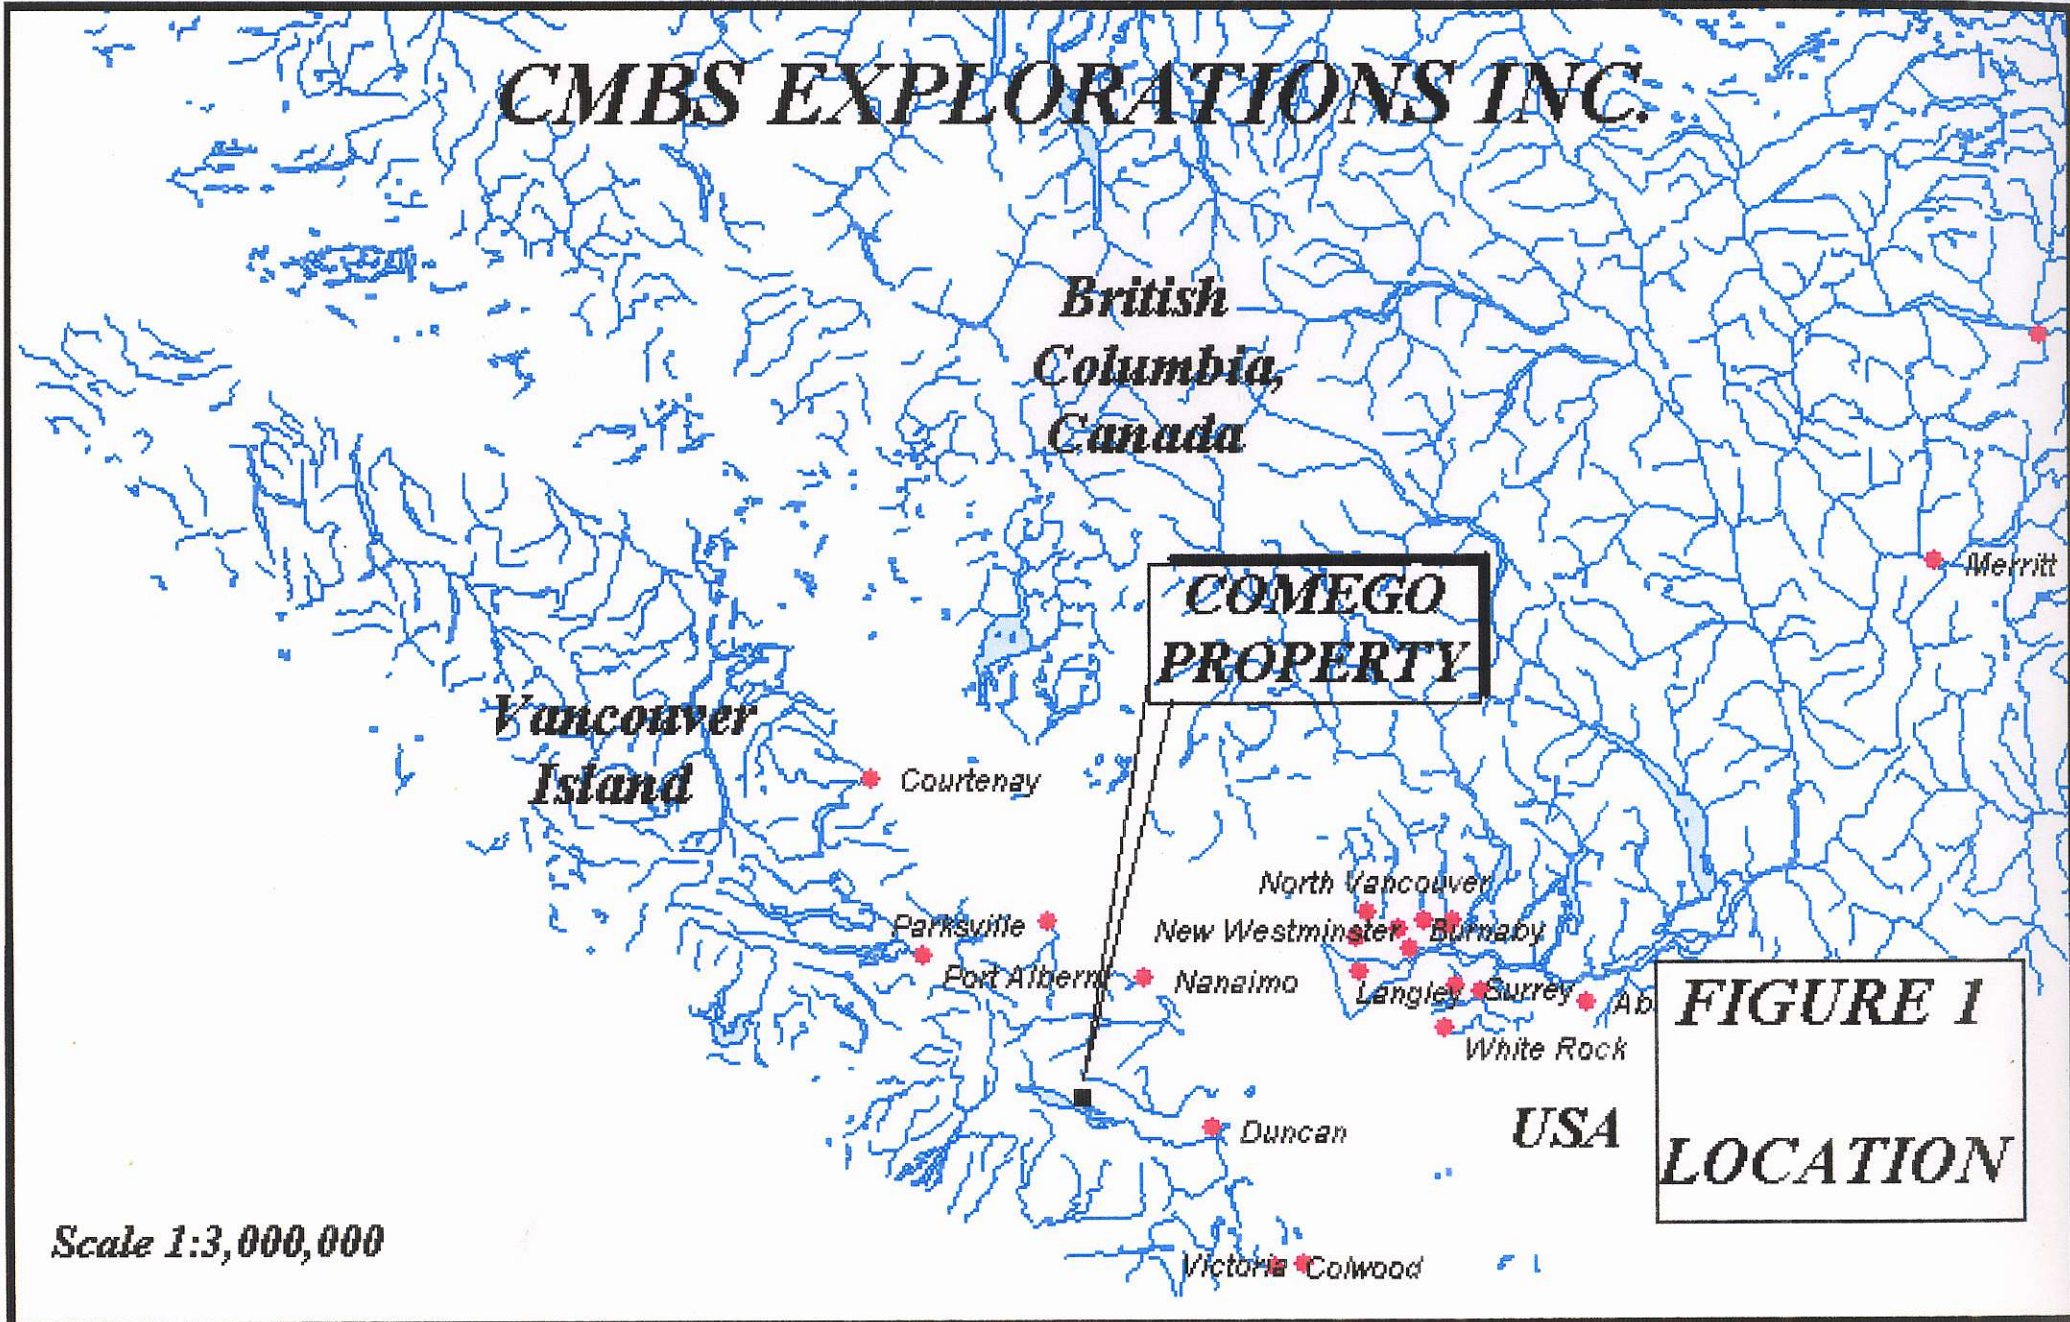 CMBS EXPLORATIONS INC.
British
Columbia,
Canada
COMEGO
PROPERTY
Merritt
Vancouver
Island
Courtenay
North Vancouver
Parksville
New Westminster
Burnaby
Port Alberni
Nanaimo
Langley
Surrey
Ab
White Rock
FIGURE 1
LOCATION
Duncan
USA
Scale 1:3,000,000
Victoria
Colwood